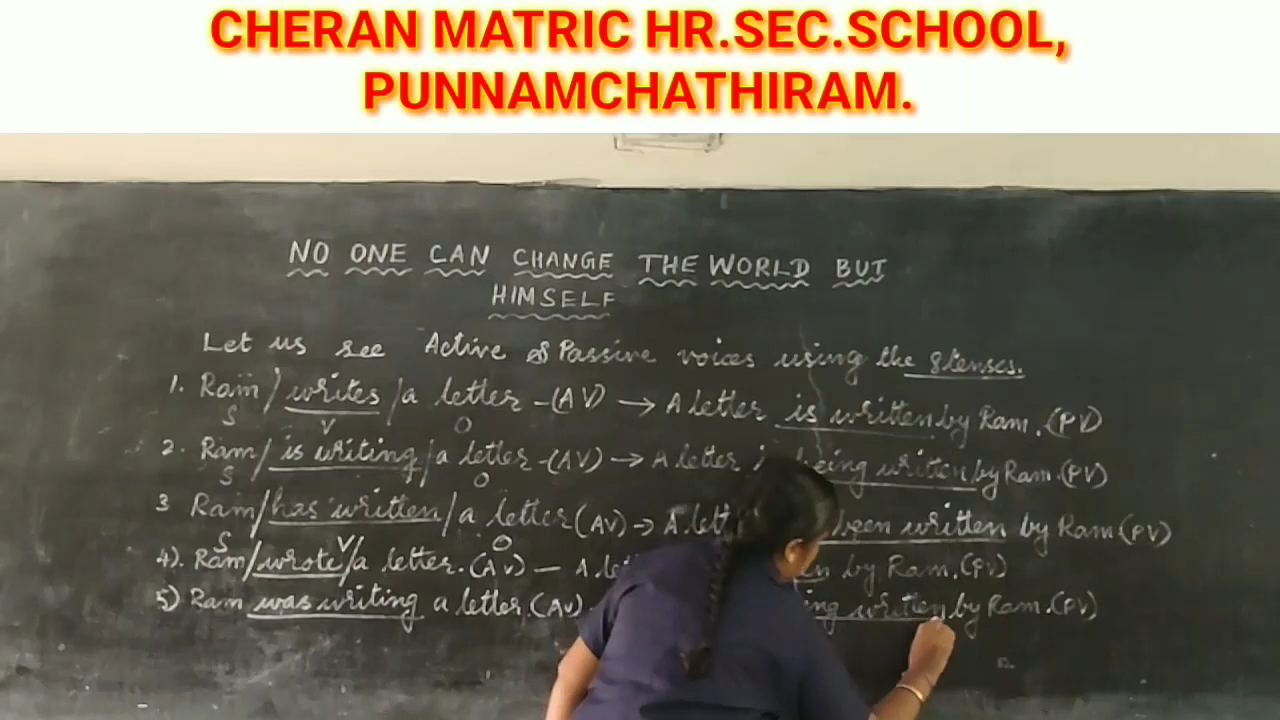 CHERAN MATRIC HR.SEC.SCHOOL,
PUNNAMCHATHIRAM.
NO ONE CAN CHANGE THE WORLD BUT
HIMSELF
Let us see Active & Passive voices using the 8 tenses.
1. Ram / writes / a letter - (AV) → A letter is written by Ram. (PV)
S V O
2. Ram / is writing / a letter - (AV) → A letter being written by Ram. (PV)
S O
3 Ram / has written / a letter (AV) → A lett been written by Ram (PV)
S V O
4). Ram / wrote / a letter. (AV) — A by Ram. (PV)
5) Ram was writing a letter. (AV) written by Ram. (PV)